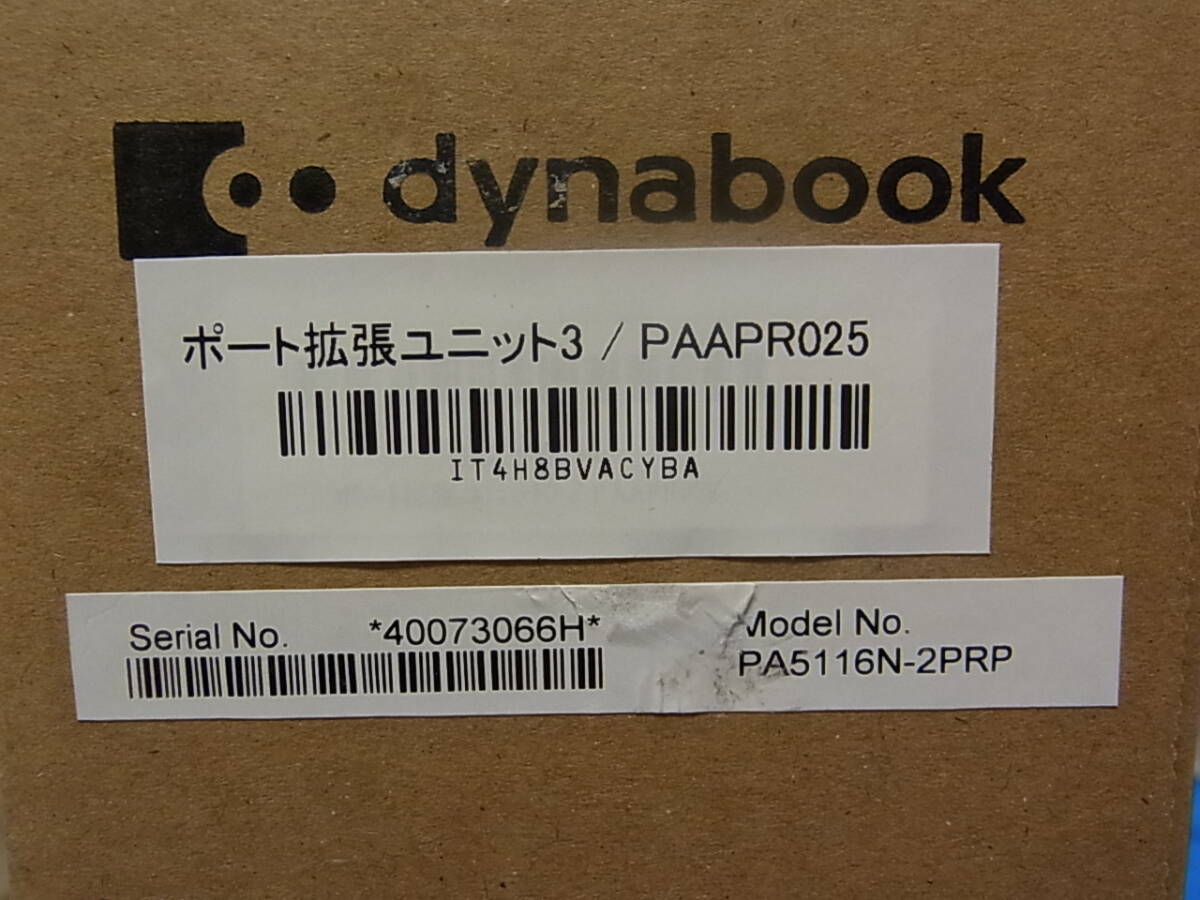 dynabook
ポート拡張ユニット3 / PAAPR025
IT4H8BVACYBA
Serial No. *40073066H*
Model No.
PA5116N-2PRP